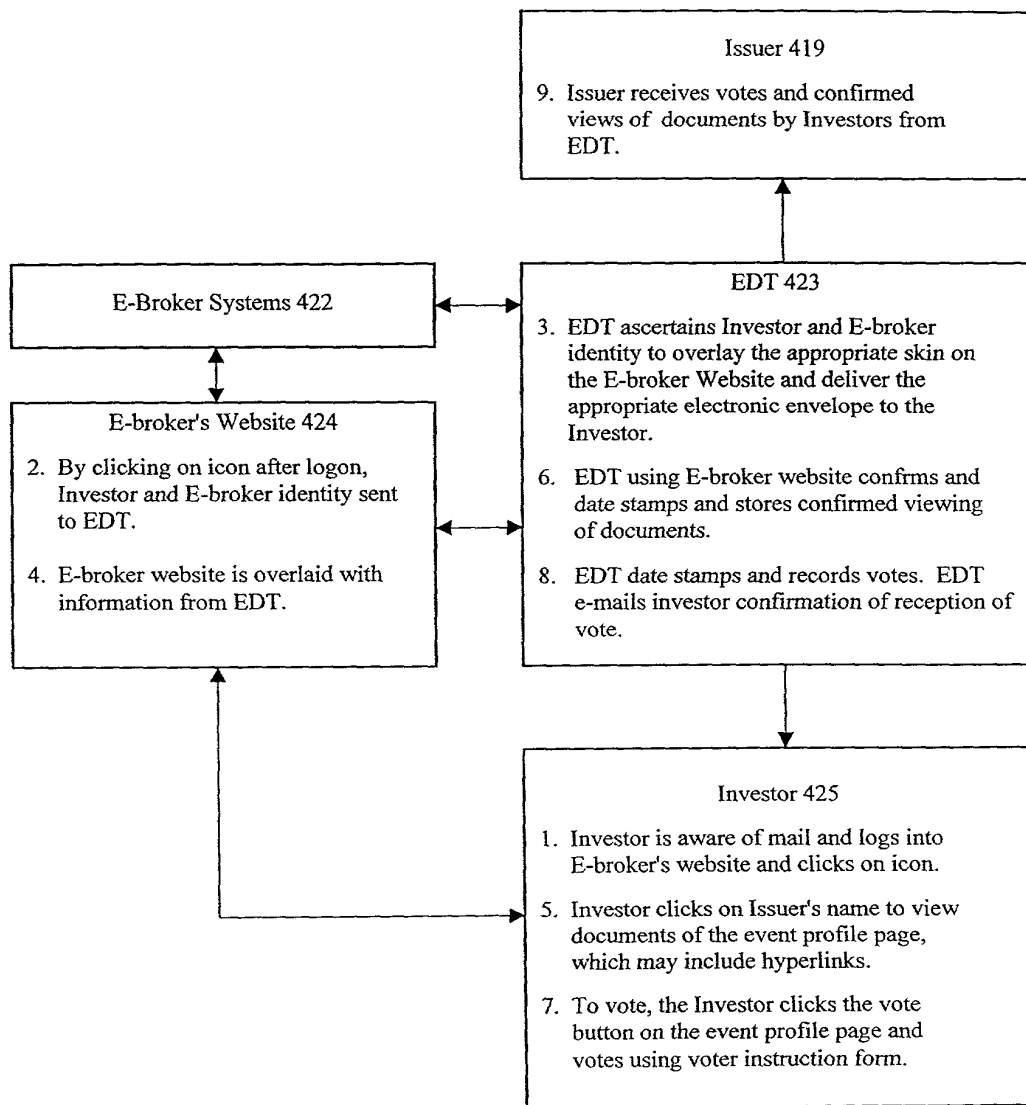 Issuer 419
9. Issuer receives votes and confirmed
views of documents by Investors from
EDT.
E-Broker Systems 422
EDT 423
3. EDT ascertains Investor and E-broker
identity to overlay the appropriate skin on
the E-broker Website and deliver the
appropriate electronic envelope to the
Investor.
6. EDT using E-broker website confrms and
date stamps and stores confirmed viewing
of documents.
8. EDT date stamps and records votes. EDT
e-mails investor confirmation of reception of
vote.
E-broker's Website 424
2. By clicking on icon after logon,
Investor and E-broker identity sent
to EDT.
4. E-broker website is overlaid with
information from EDT.
Investor 425
1. Investor is aware of mail and logs into
E-broker's website and clicks on icon.
5. Investor clicks on Issuer's name to view
documents of the event profile page,
which may include hyperlinks.
7. To vote, the Investor clicks the vote
button on the event profile page and
votes using voter instruction form.